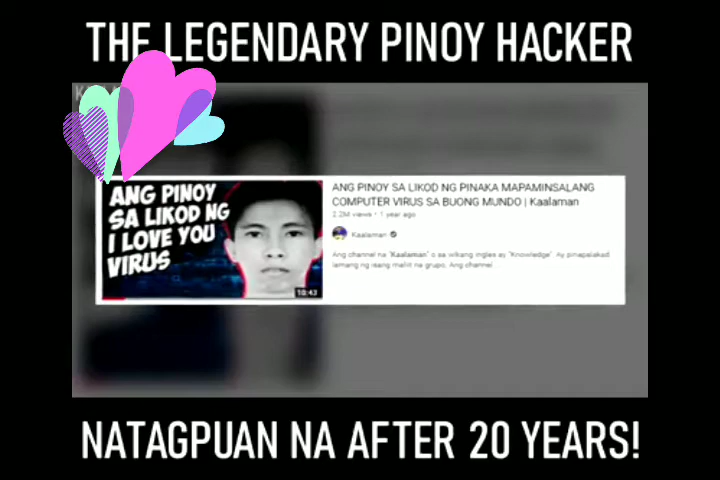 THE LEGENDARY PINOY HACKER
ANG PINOY
SA LIKOD NG
I LOVE YOU
VIRUS
10:43
ANG PINOY SA LIKOD NG PINAKA MAPAMINSALANG
COMPUTER VIRUS SA BUONG MUNDO | Kaalaman
2.2M views • 1 year ago
Kaalaman
Ang channel na "Kaalaman" o sa wikang ingles ay "Knowledge" Ay pinapalakad
lamang ng isang maliit na grupo. Ang channel
NATAGPUAN NA AFTER 20 YEARS!